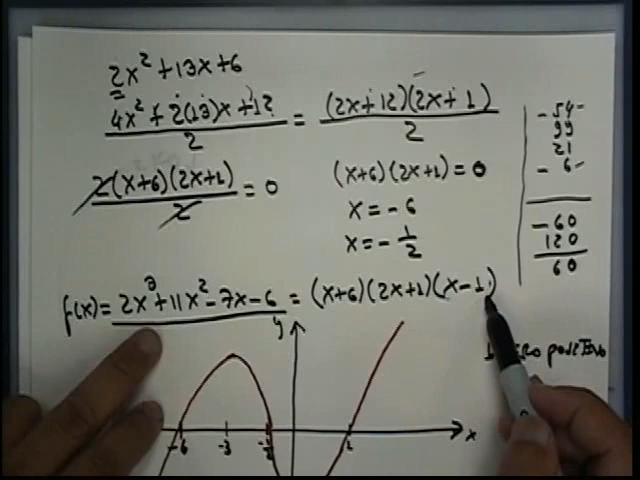 2x² + 13x + 6
4x² + 2(13)x + 12 / 2 = (2x + 12)(2x + 1) / 2
2(x+6)(2x+1) / 2 = 0
(x+6)(2x+1) = 0
x = -6
x = - 1/2
- 54
99
21
- 6
- 60
120
60
f(x) = 2x³ + 11x² - 7x - 6 = (x+6)(2x+1)(x-1)
y
-6 -3 x